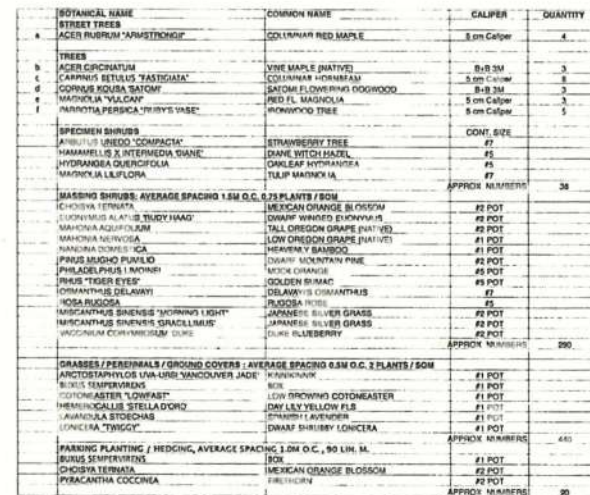 BOTANICAL NAME COMMON NAME CALIPER QUANTITY
STREET TREES
a ACER RUBRUM "ARMSTRONGII" COLUMNAR RED MAPLE 5 cm Caliper 4
TREES
b ACER CIRCINATUM VINE MAPLE (NATIVE) B+B 3M 3
c CARPINUS BETULUS "FASTIGIATA" COLUMNAR HORNBEAM 5 cm Caliper 8
d CORNUS KOUSA 'SATOMI' SATOMI FLOWERING DOGWOOD B+B 3M 3
e MAGNOLIA "VULCAN" RED FL. MAGNOLIA 5 cm Caliper 3
f PARROTIA PERSICA "RUBY'S VASE" IRONWOOD TREE 5 cm Caliper 5
SPECIMEN SHRUBS CONT. SIZE
ARBUTUS UNEDO "COMPACTA" STRAWBERRY TREE #7
HAMAMELLIS X INTERMEDIA 'DIANE' DIANE WITCH HAZEL #5
HYDRANGEA QUERCIFOLIA OAKLEAF HYDRANGEA #5
MAGNOLIA LILIFLORA TULIP MAGNOLIA #7
APPROX NUMBERS 38
MASSING SHRUBS: AVERAGE SPACING 1.5M O.C. 0.75 PLANTS / SQM
CHOISYA TERNATA MEXICAN ORANGE BLOSSOM #2 POT
EUONYMUS ALATUS 'RUDY HAAG' DWARF WINGED EUONYMUS #2 POT
MAHONIA AQUIFOLIUM TALL OREGON GRAPE (NATIVE) #2 POT
MAHONIA NERVOSA LOW OREGON GRAPE (NATIVE) #1 POT
NANDINA DOMESTICA HEAVENLY BAMBOO #1 POT
PINUS MUGHO PUMILIO DWARF MOUNTAIN PINE #2 POT
PHILADELPHUS LMOINEI MOCK ORANGE #5 POT
RHUS "TIGER EYES" GOLDEN SUMAC #5 POT
OSMANTHUS DELAVAYI DELAVAYIS OSMANTHUS #7
ROSA RUGOSA RUGOSA ROSE #5
MISCANTHUS SINENSIS "MORNING LIGHT" JAPANESE SILVER GRASS #2 POT
MISCANTHUS SINENSIS 'GRACILLIMUS' JAPANESE SILVER GRASS #2 POT
VACCINIUM CORYMBOSUM DUKE DUKE BLUEBERRY #2 POT
APPROX NUMBERS 290
GRASSES / PERENNIALS / GROUND COVERS : AVERAGE SPACING 0.5M O.C. 2 PLANTS / SQM
ARCTOSTAPHYLOS UVA-URSI 'VANCOUVER JADE' KINNIKINNIK #1 POT
BUXUS SEMPERVIRENS BOX #1 POT
COTONEASTER "LOWFAST" LOW GROWING COTONEASTER #1 POT
HEMEROCALLIS 'STELLA D'ORO' DAY LILY YELLOW FLS #1 POT
LAVANDULA STOECHAS SPANISH LAVENDER #1 POT
LONICERA "TWIGGY" DWARF SHRUBBY LONICERA #1 POT
APPROX NUMBERS 440
PARKING PLANTING / HEDGING, AVERAGE SPACING 1.0M O.C. , 90 LIN. M.
BUXUS SEMPERVIRENS BOX #1 POT
CHOISYA TERNATA MEXICAN ORANGE BLOSSOM #2 POT
PYRACANTHA COCCINEA FIRETHORN #2 POT
APPROX NUMBERS 90